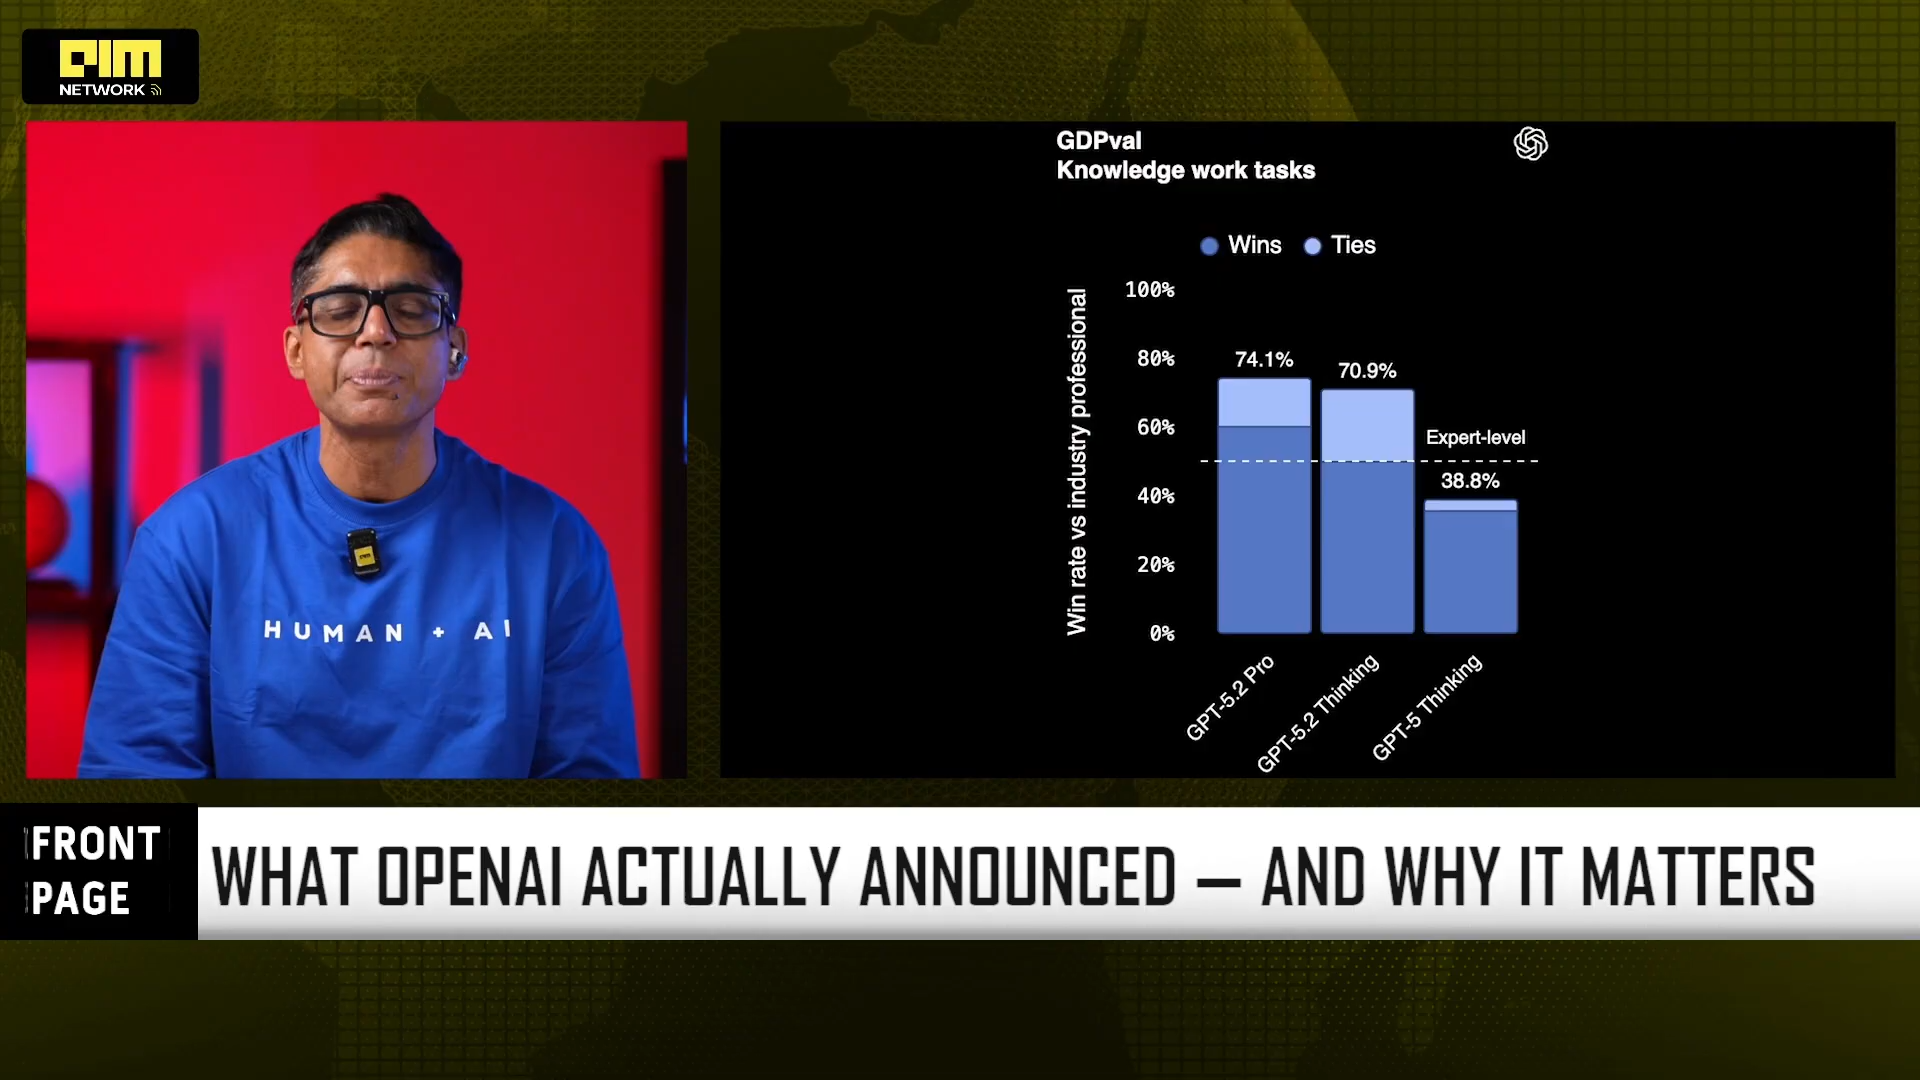 AIM
NETWORK
HUMAN + AI
GDPval
Knowledge work tasks
Wins
Ties
Win rate vs industry professional
100%
80%
60%
40%
20%
0%
74.1%
70.9%
Expert-level
38.8%
GPT-5.2 Pro
GPT-5.2 Thinking
GPT-5 Thinking
FRONT
PAGE
WHAT OPENAI ACTUALLY ANNOUNCED — AND WHY IT MATTERS